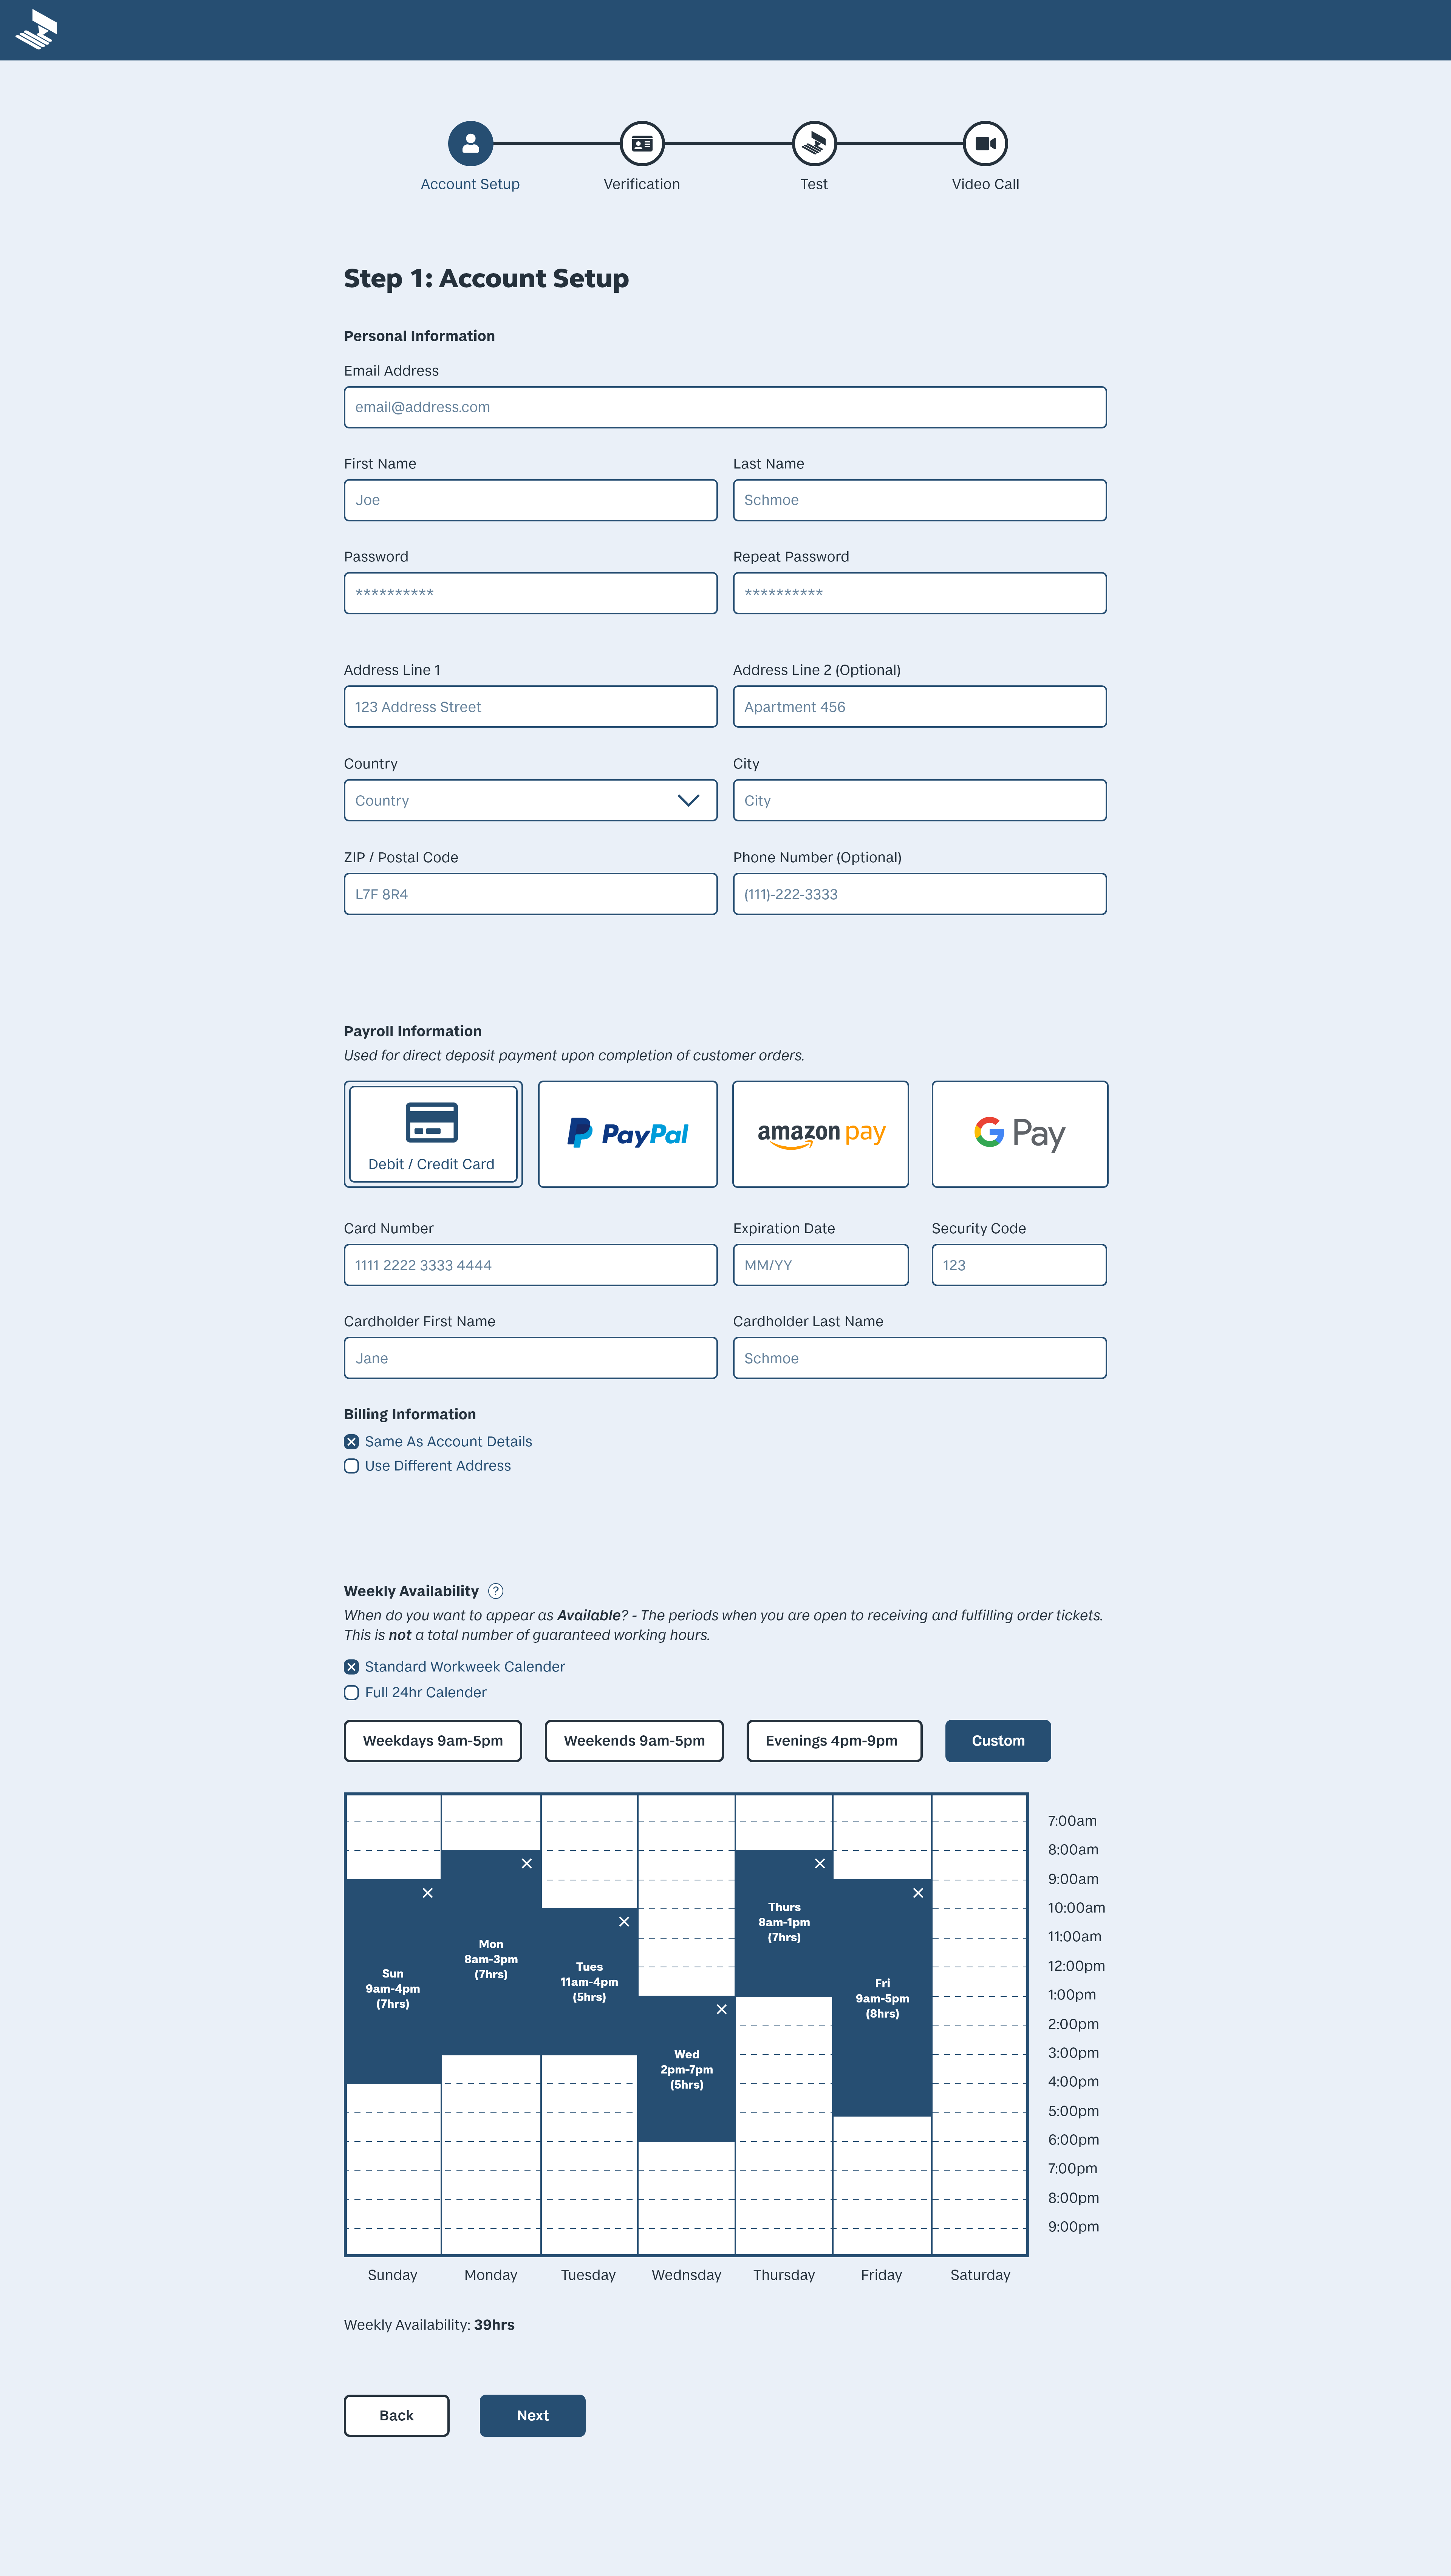 Account Setup
Verification
Test
Video Call
Step 1: Account Setup
Personal Information
Email Address
email@address.com
First Name
Last Name
Joe
Schmoe
Password
Repeat Password
**********
**********
Address Line 1
Address Line 2 (Optional)
123 Address Street
Apartment 456
Country
City
Country
City
ZIP / Postal Code
Phone Number (Optional)
L7F 8R4
(111)-222-3333
Payroll Information
Used for direct deposit payment upon completion of customer orders.
Debit / Credit Card
PayPal
amazon pay
G Pay
Card Number
Expiration Date
Security Code
1111 2222 3333 4444
MM/YY
123
Cardholder First Name
Cardholder Last Name
Jane
Schmoe
Billing Information
Same As Account Details
Use Different Address
Weekly Availability ?
When do you want to appear as Available? - The periods when you are open to receiving and fulfilling order tickets.
This is not a total number of guaranteed working hours.
Standard Workweek Calender
Full 24hr Calender
Weekdays 9am-5pm
Weekends 9am-5pm
Evenings 4pm-9pm
Custom
Sun
9am-4pm
(7hrs)
Mon
8am-3pm
(7hrs)
Tues
11am-4pm
(5hrs)
Wed
2pm-7pm
(5hrs)
Thurs
8am-1pm
(7hrs)
Fri
9am-5pm
(8hrs)
7:00am
8:00am
9:00am
10:00am
11:00am
12:00pm
1:00pm
2:00pm
3:00pm
4:00pm
5:00pm
6:00pm
7:00pm
8:00pm
9:00pm
Sunday
Monday
Tuesday
Wednsday
Thursday
Friday
Saturday
Weekly Availability: 39hrs
Back
Next